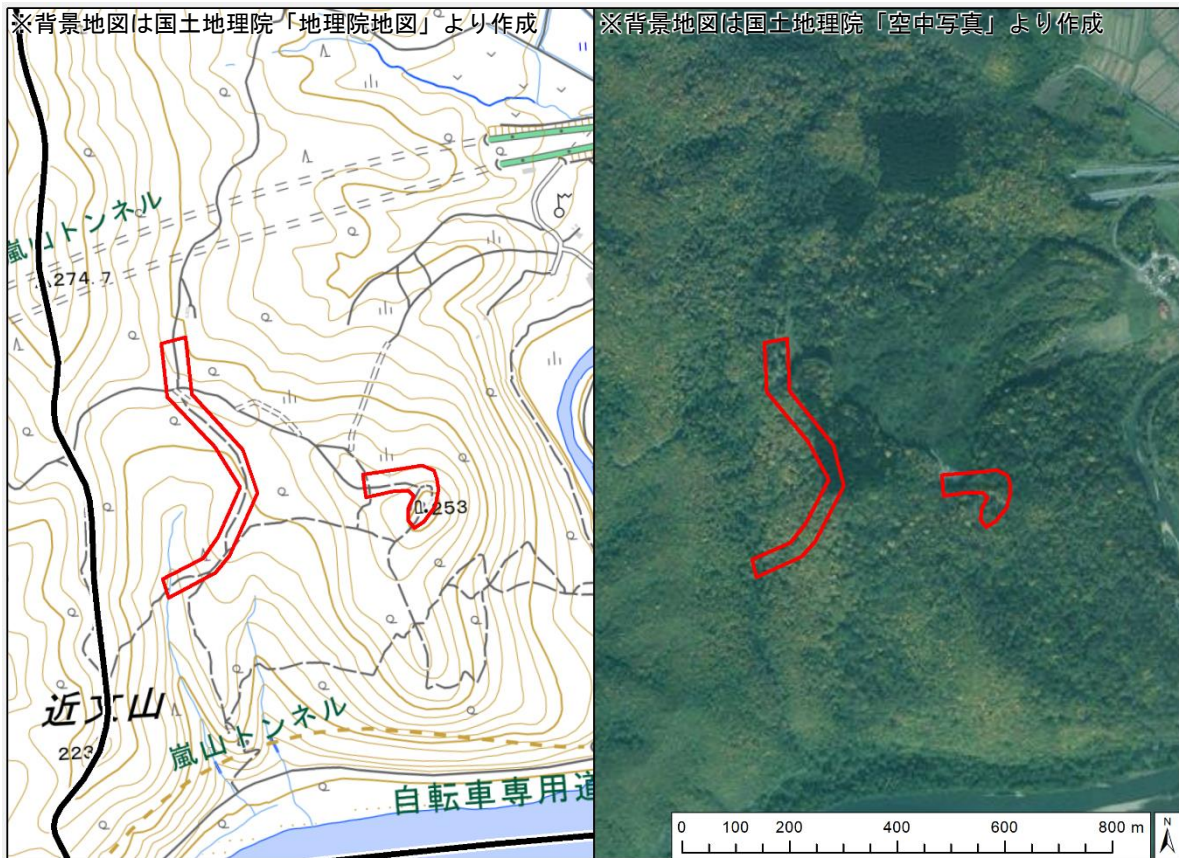 ※背景地図は国土地理院「地理院地図」より作成
※背景地図は国土地理院「空中写真」より作成
嵐山トンネル
274.7
253
近文山
223
嵐山トンネル
自転車専用道
0 100 200 400 600 800 m
N